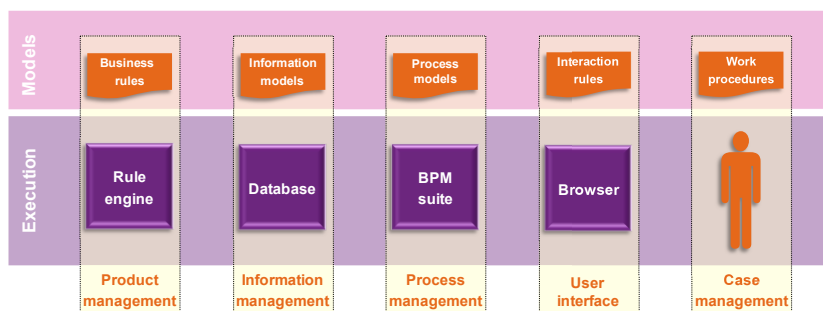 Models
Business
rules
Information
models
Process
models
Interaction
rules
Work
procedures
Execution
Rule
engine
Database
BPM
suite
Browser
Product
management
Information
management
Process
management
User
interface
Case
management